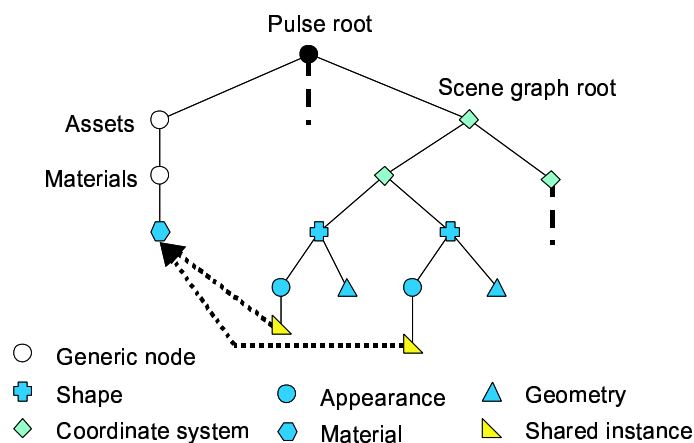 Pulse root
Scene graph root
Assets
Materials
Generic node
Shape
Appearance
Geometry
Coordinate system
Material
Shared instance